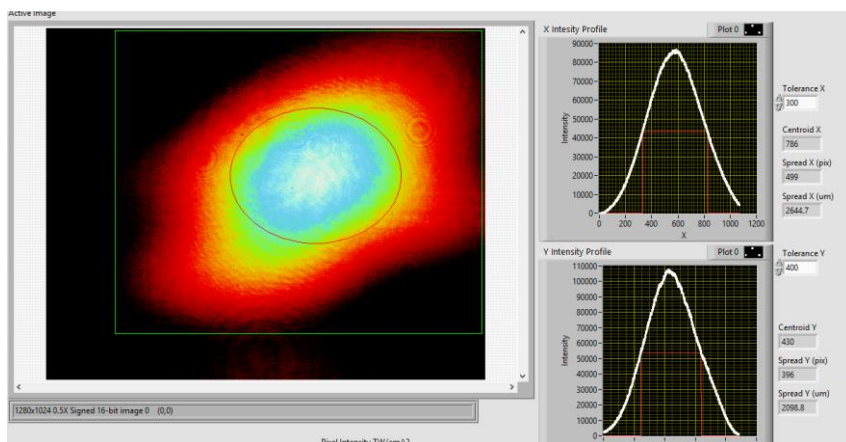 Active Image
1280x1024 0.5X Signed 16-bit image 0 (0,0)
X Intesity Profile
Plot 0
90000
80000
70000
60000
50000
40000
30000
20000
10000
0
Intensity
0 200 400 600 800 1000 1200
X
Tolerance X
300
Centroid X
786
Spread X (pix)
499
Spread X (um)
2644.7
Y Intensity Profile
Plot 0
110000
100000
90000
80000
70000
60000
50000
40000
30000
20000
10000
0
Intensity
Tolerance Y
400
Centroid Y
430
Spread Y (pix)
396
Spread Y (um)
2098.8